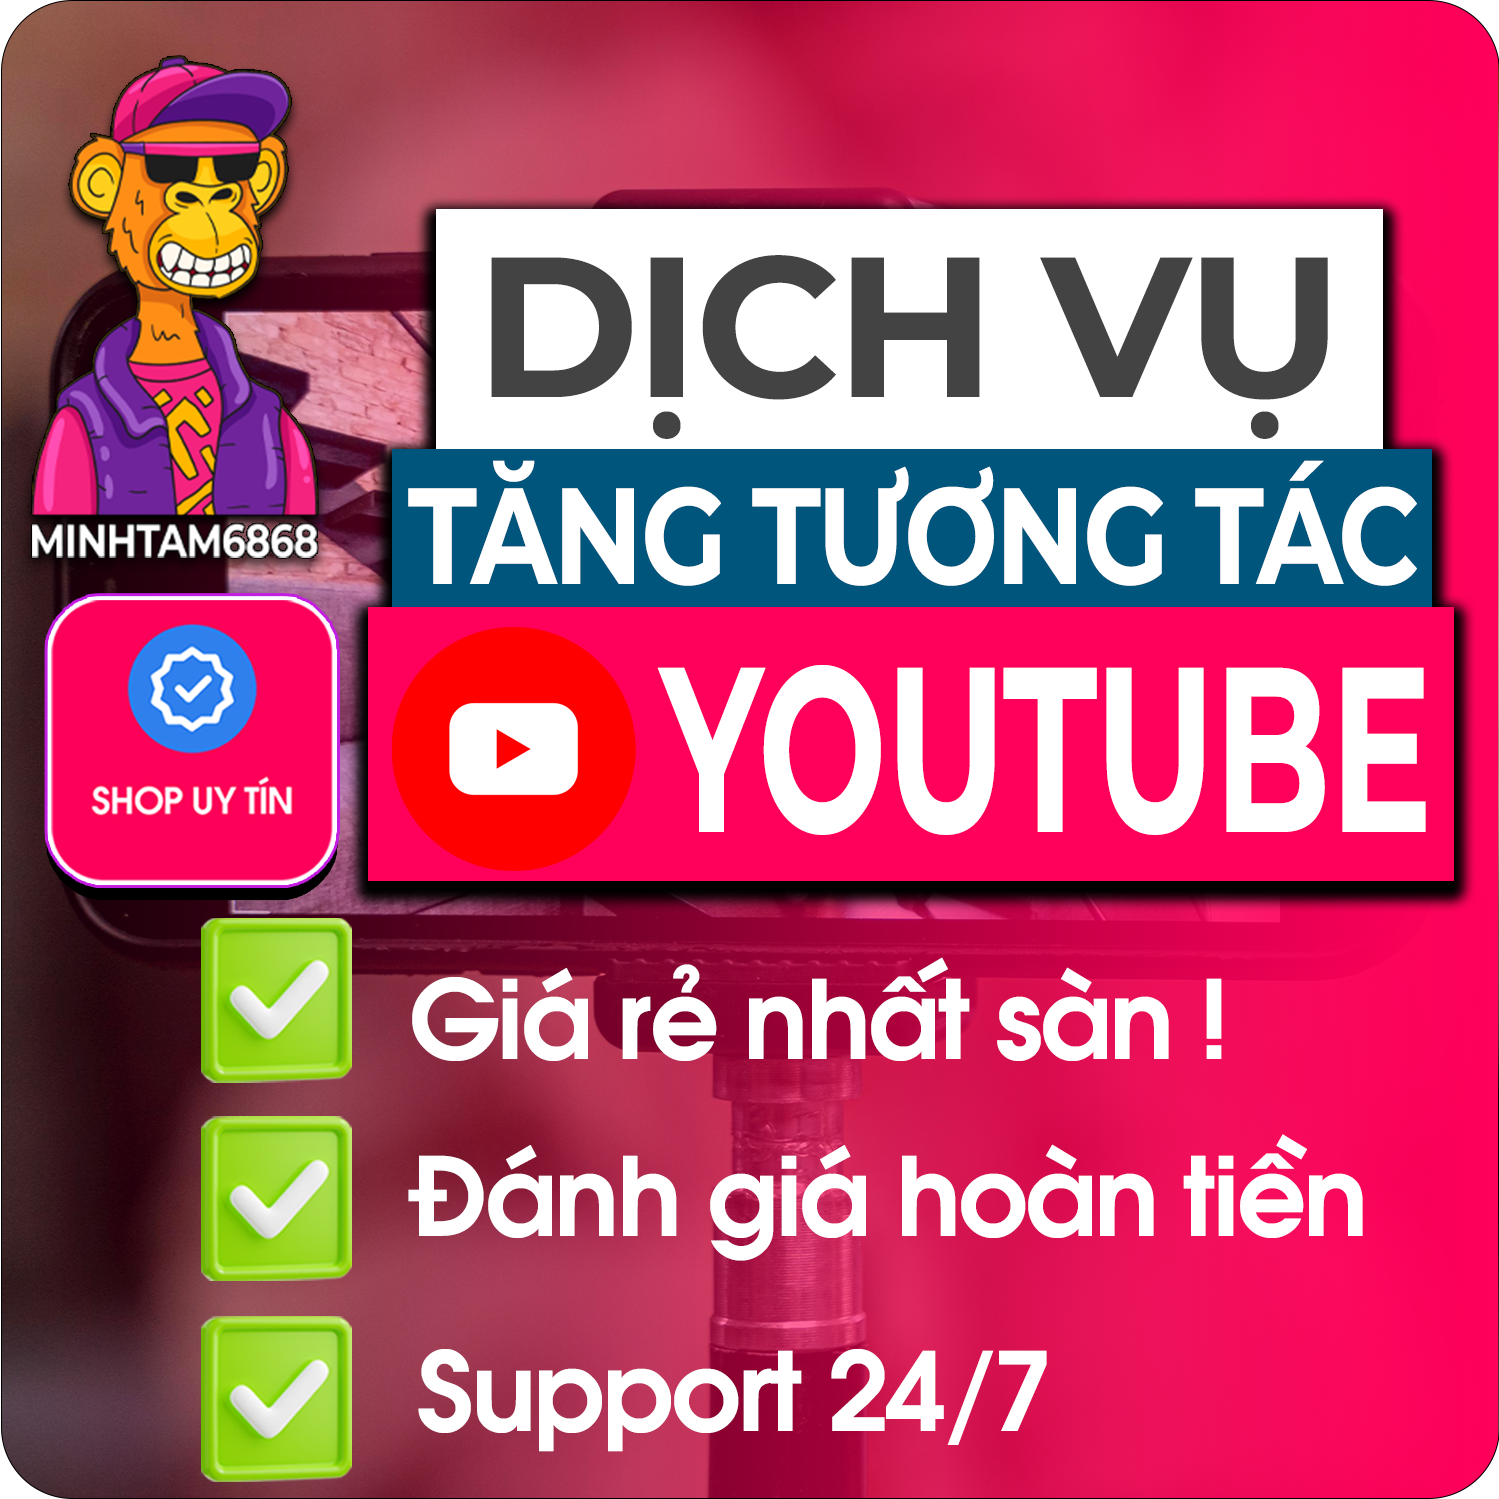 DỊCH VỤ
TĂNG TƯƠNG TÁC
YOUTUBE
MINHTAM6868
SHOP UY TÍN
Giá rẻ nhất sàn !
Đánh giá hoàn tiền
Support 24/7